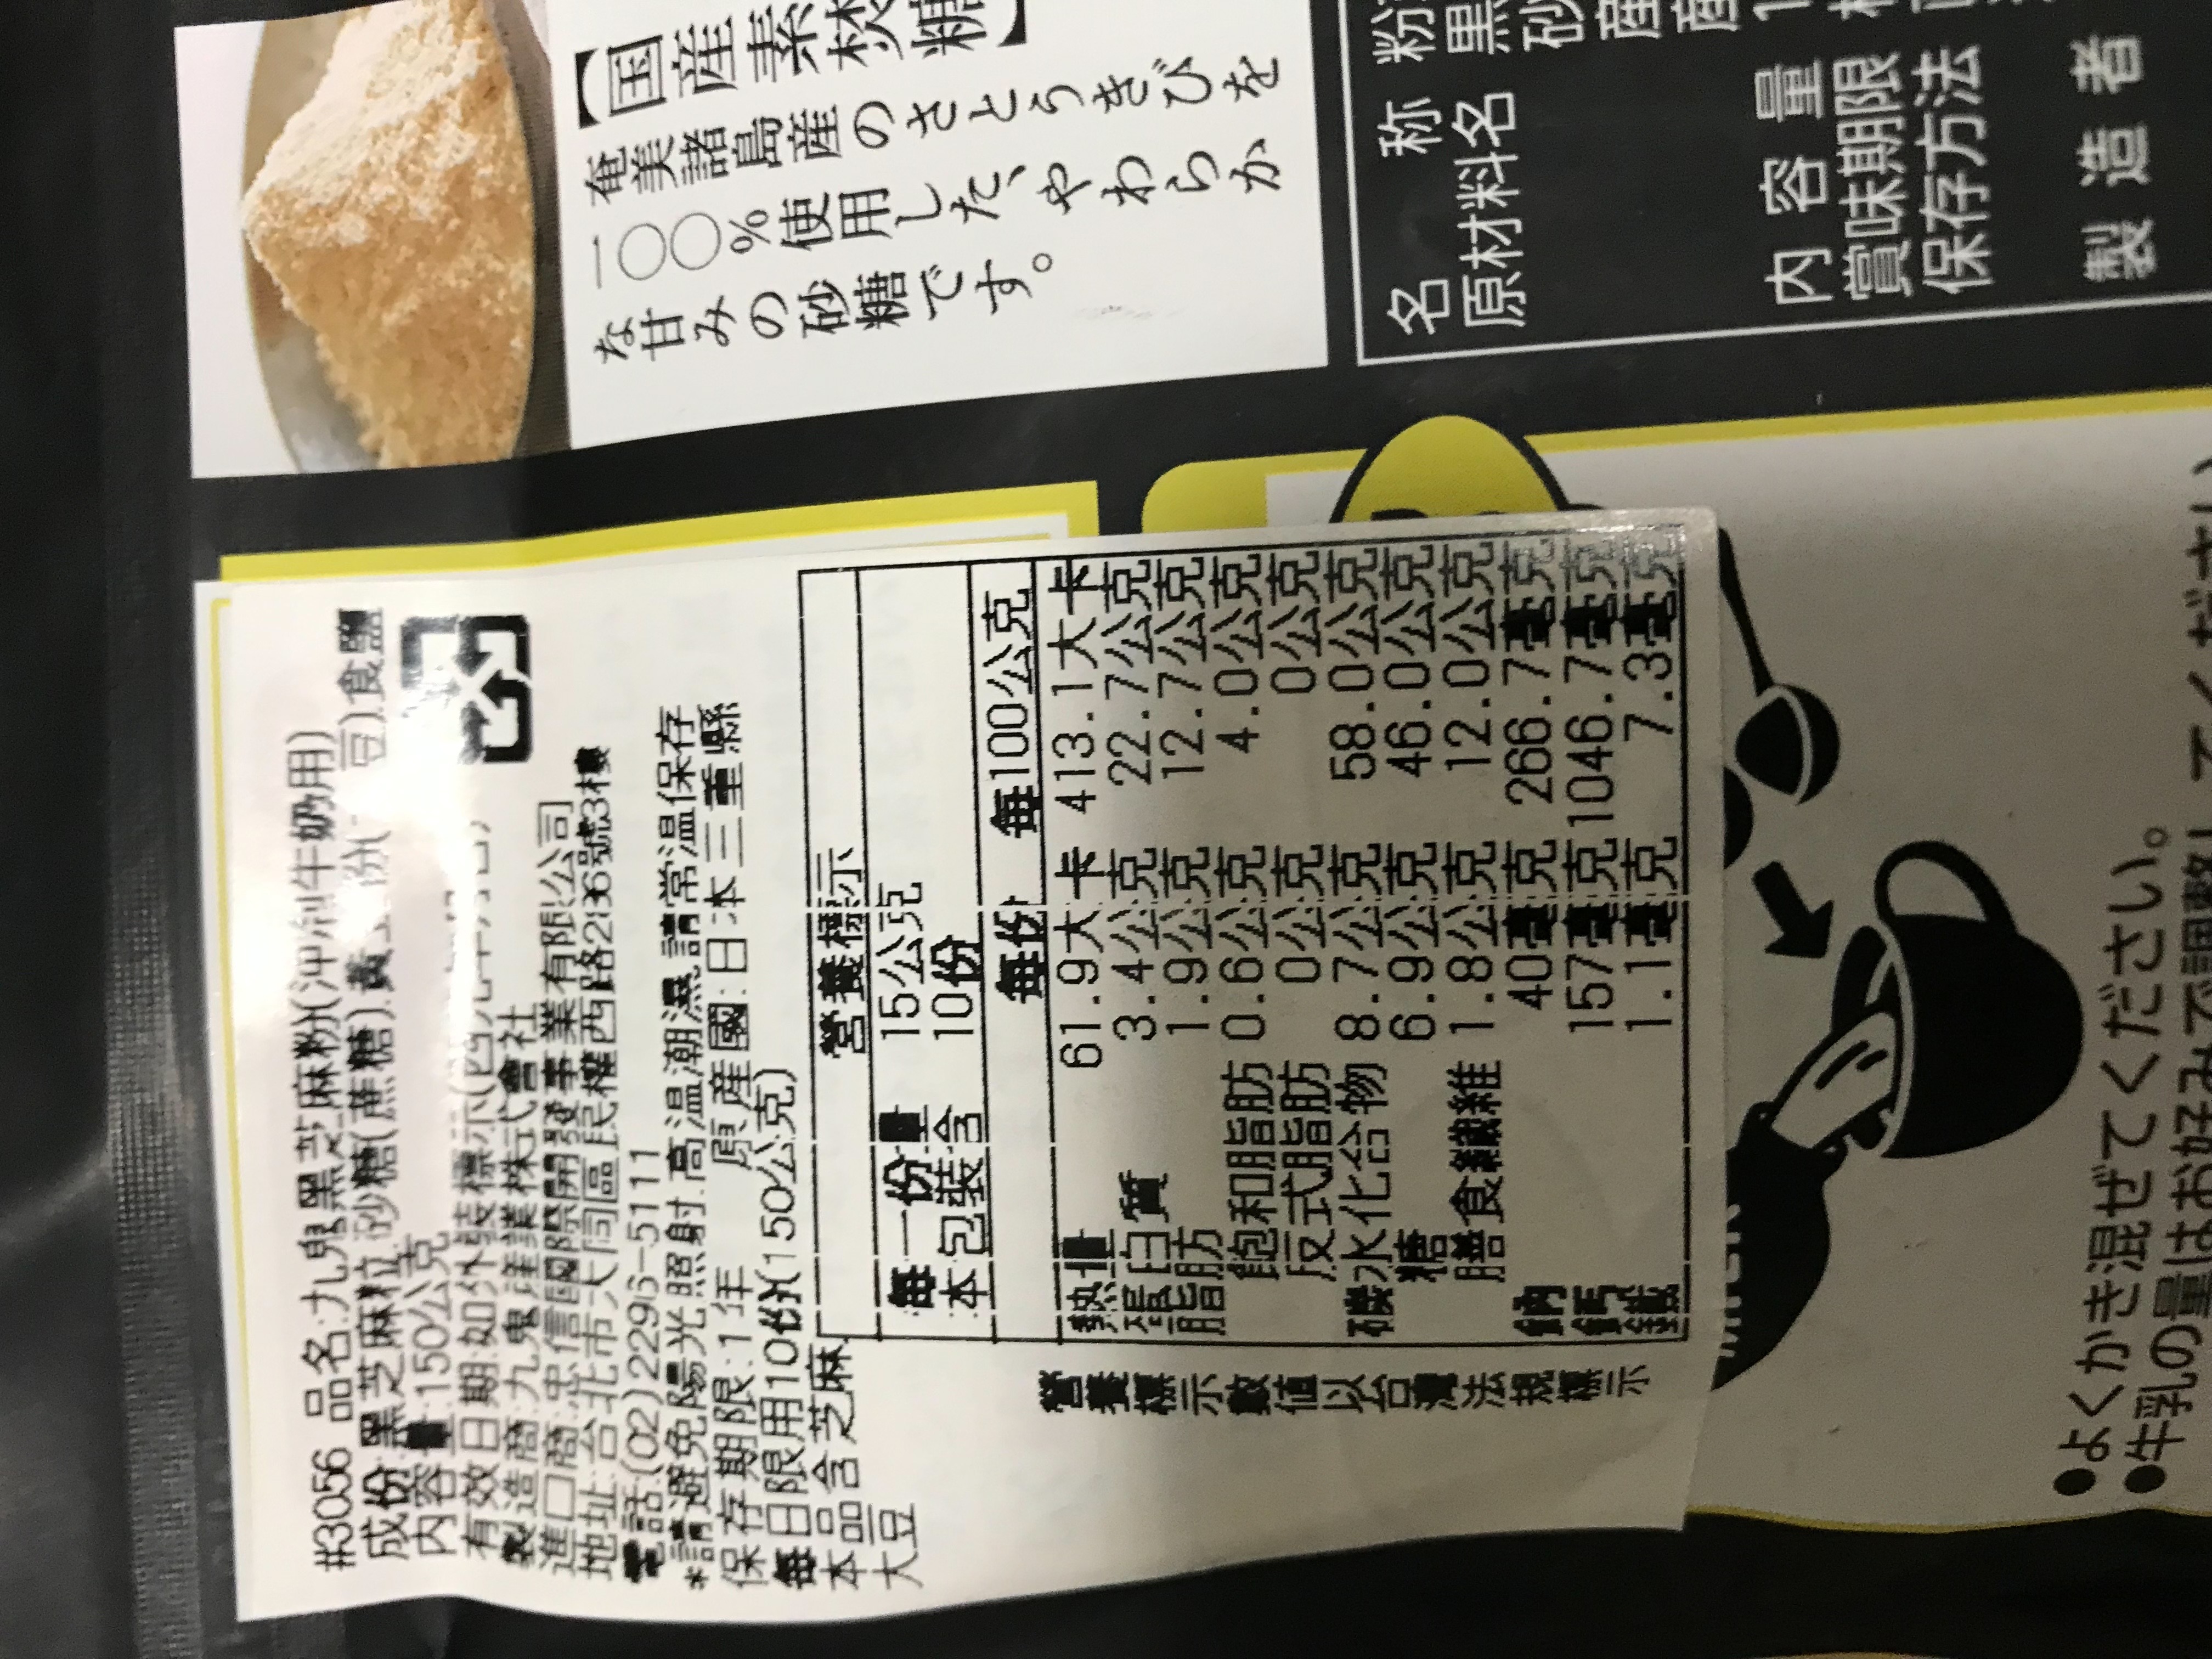 【国産素焚糖】
奄美諸島産のさとうきびを
一〇〇%使用した、やわらか
な甘みの砂糖です。
名 称 粉
原材料名 黒
砂
産
産
内 容 量 1
賞味期限
保存方法
製 造 者
#3056 品名:九鬼黑芝麻粉(沖劑牛奶用)
成份:黑芝麻粒.砂糖(蔗糖).黃 份( 豆).食鹽
內容量:150公克
有效日期:如外裝標示(西元年月日)
製造商:九鬼產業株式會社
進口商:忠信國際開發事業有限公司
地址:台北市大同區民權西路296號3樓
電話:(02)2296-5111
*請避免陽光照射.高溫潮濕.請常溫保存
保存期限:1年 原產國:日本三重縣
每日限用10份(150公克)
本品含芝麻
大豆
營養標示
每一份量 15公克
本包裝含 10份
每份 每100公克
熱量 61.9大卡 413.1大卡
蛋白質 3.4公克 22.7公克
脂肪 1.9公克 12.7公克
飽和脂肪 0.6公克 4.0公克
反式脂肪 0公克 0公克
碳水化合物 8.7公克 58.0公克
糖 6.9公克 46.0公克
膳食纖維 1.8公克 12.0公克
鈉 40毫克 266.7毫克
鈣 157毫克 1046.7毫克
鐵 1.1毫克 7.3毫克
營養標示數值以台灣法規標示
MILK
●よくかき混ぜてください。
●牛乳の量はお好みで調整してください